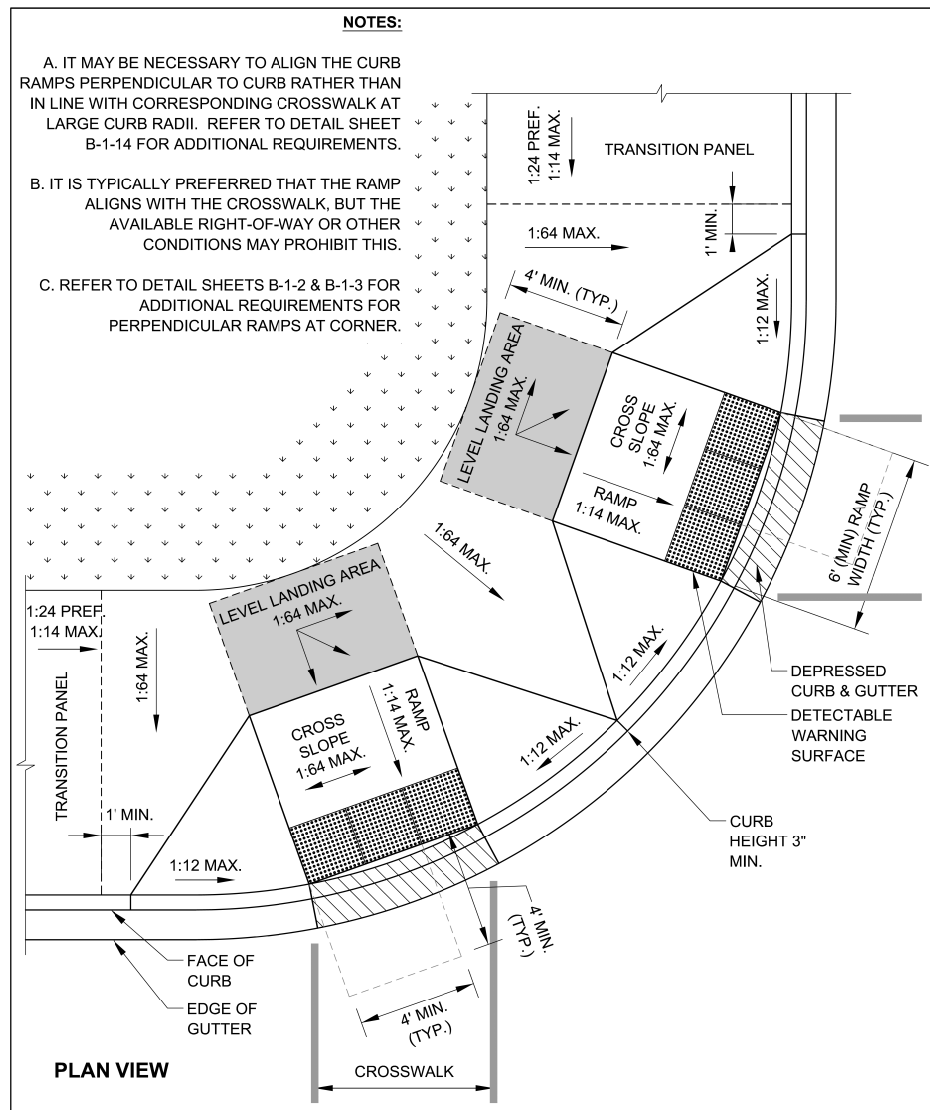 NOTES:
A. IT MAY BE NECESSARY TO ALIGN THE CURB
RAMPS PERPENDICULAR TO CURB RATHER THAN
IN LINE WITH CORRESPONDING CROSSWALK AT
LARGE CURB RADII. REFER TO DETAIL SHEET
B-1-14 FOR ADDITIONAL REQUIREMENTS.
B. IT IS TYPICALLY PREFERRED THAT THE RAMP
ALIGNS WITH THE CROSSWALK, BUT THE
AVAILABLE RIGHT-OF-WAY OR OTHER
CONDITIONS MAY PROHIBIT THIS.
C. REFER TO DETAIL SHEETS B-1-2 & B-1-3 FOR
ADDITIONAL REQUIREMENTS FOR
PERPENDICULAR RAMPS AT CORNER.
1:24 PREF.
1:14 MAX.
TRANSITION PANEL
1' MIN.
1:64 MAX.
4' MIN. (TYP.)
1:12 MAX.
LEVEL LANDING AREA
1:64 MAX.
CROSS
SLOPE
1:64 MAX.
RAMP
1:14 MAX.
6' (MIN) RAMP
WIDTH (TYP.)
1:64 MAX.
LEVEL LANDING AREA
1:64 MAX.
1:24 PREF.
1:14 MAX.
1:64 MAX.
TRANSITION PANEL
1' MIN.
CROSS
SLOPE
1:64 MAX.
RAMP
1:14 MAX.
1:12 MAX.
1:12 MAX.
1:12 MAX.
DEPRESSED
CURB & GUTTER
DETECTABLE
WARNING
SURFACE
CURB
HEIGHT 3"
MIN.
4' MIN.
(TYP.)
FACE OF
CURB
EDGE OF
GUTTER
4' MIN.
(TYP.)
PLAN VIEW
CROSSWALK